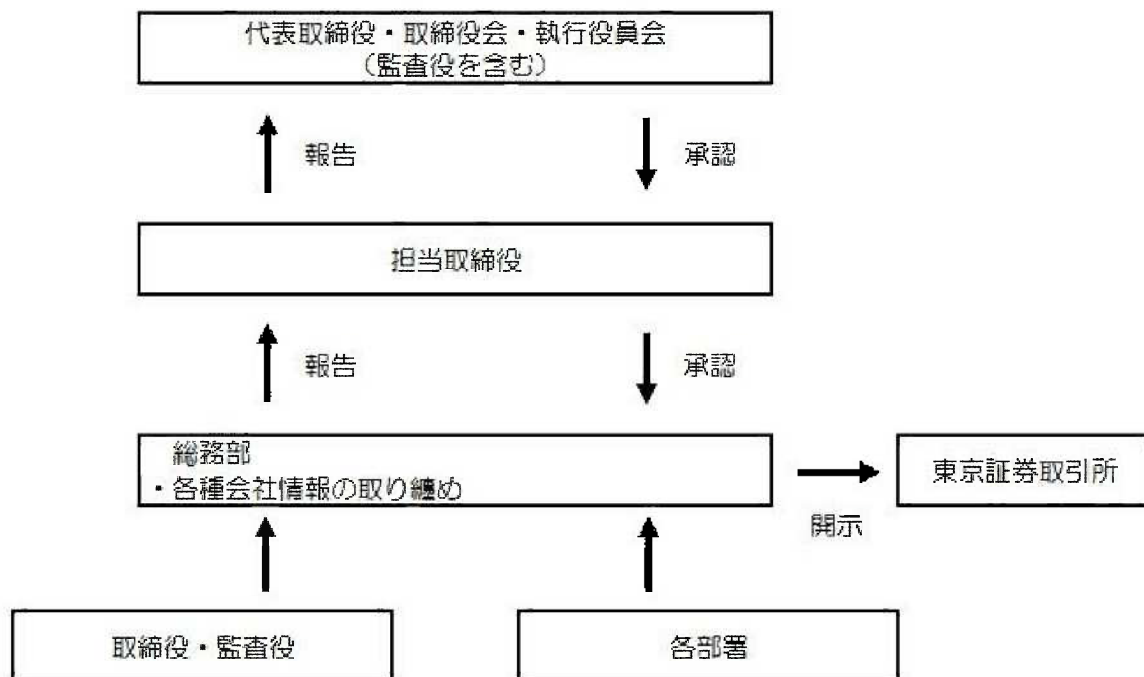 代表取締役・取締役会・執行役員会
（監査役を含む）
報告
承認
担当取締役
報告
承認
総務部
・各種会社情報の取り纏め
東京証券取引所
開示
取締役・監査役
各部署